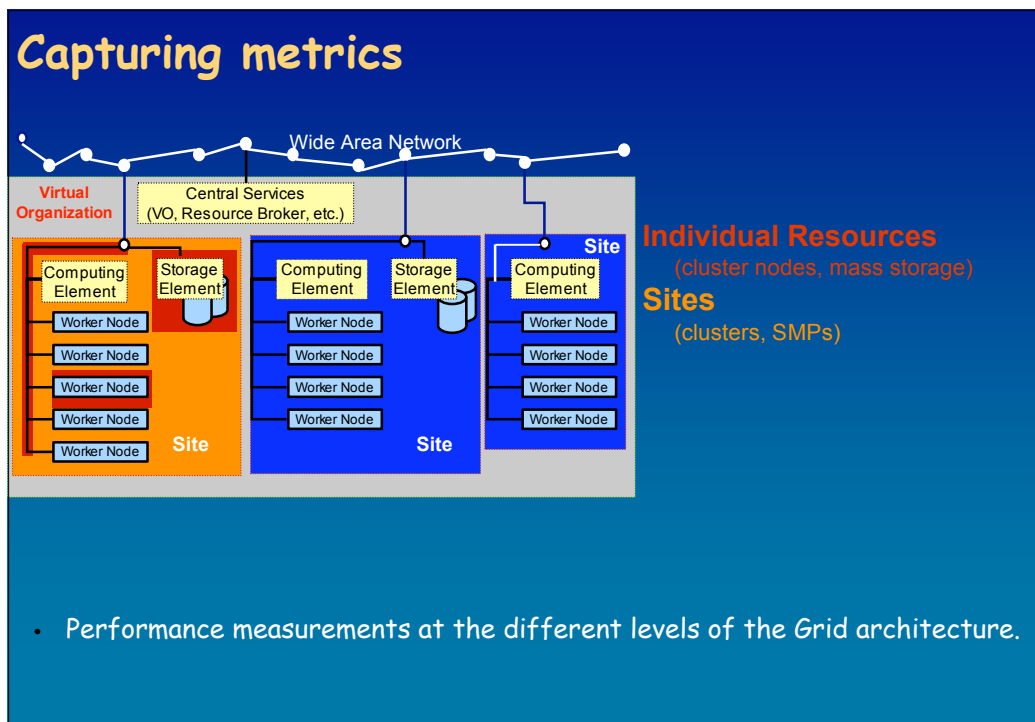 Capturing metrics
Wide Area Network
Virtual
Organization
Central Services
(VO, Resource Broker, etc.)
Computing
Element
Storage
Element
Worker Node
Worker Node
Worker Node
Worker Node
Worker Node
Site
Computing
Element
Storage
Element
Worker Node
Worker Node
Worker Node
Worker Node
Site
Site
Computing
Element
Worker Node
Worker Node
Worker Node
Worker Node
Individual Resources
(cluster nodes, mass storage)
Sites
(clusters, SMPs)
• Performance measurements at the different levels of the Grid architecture.